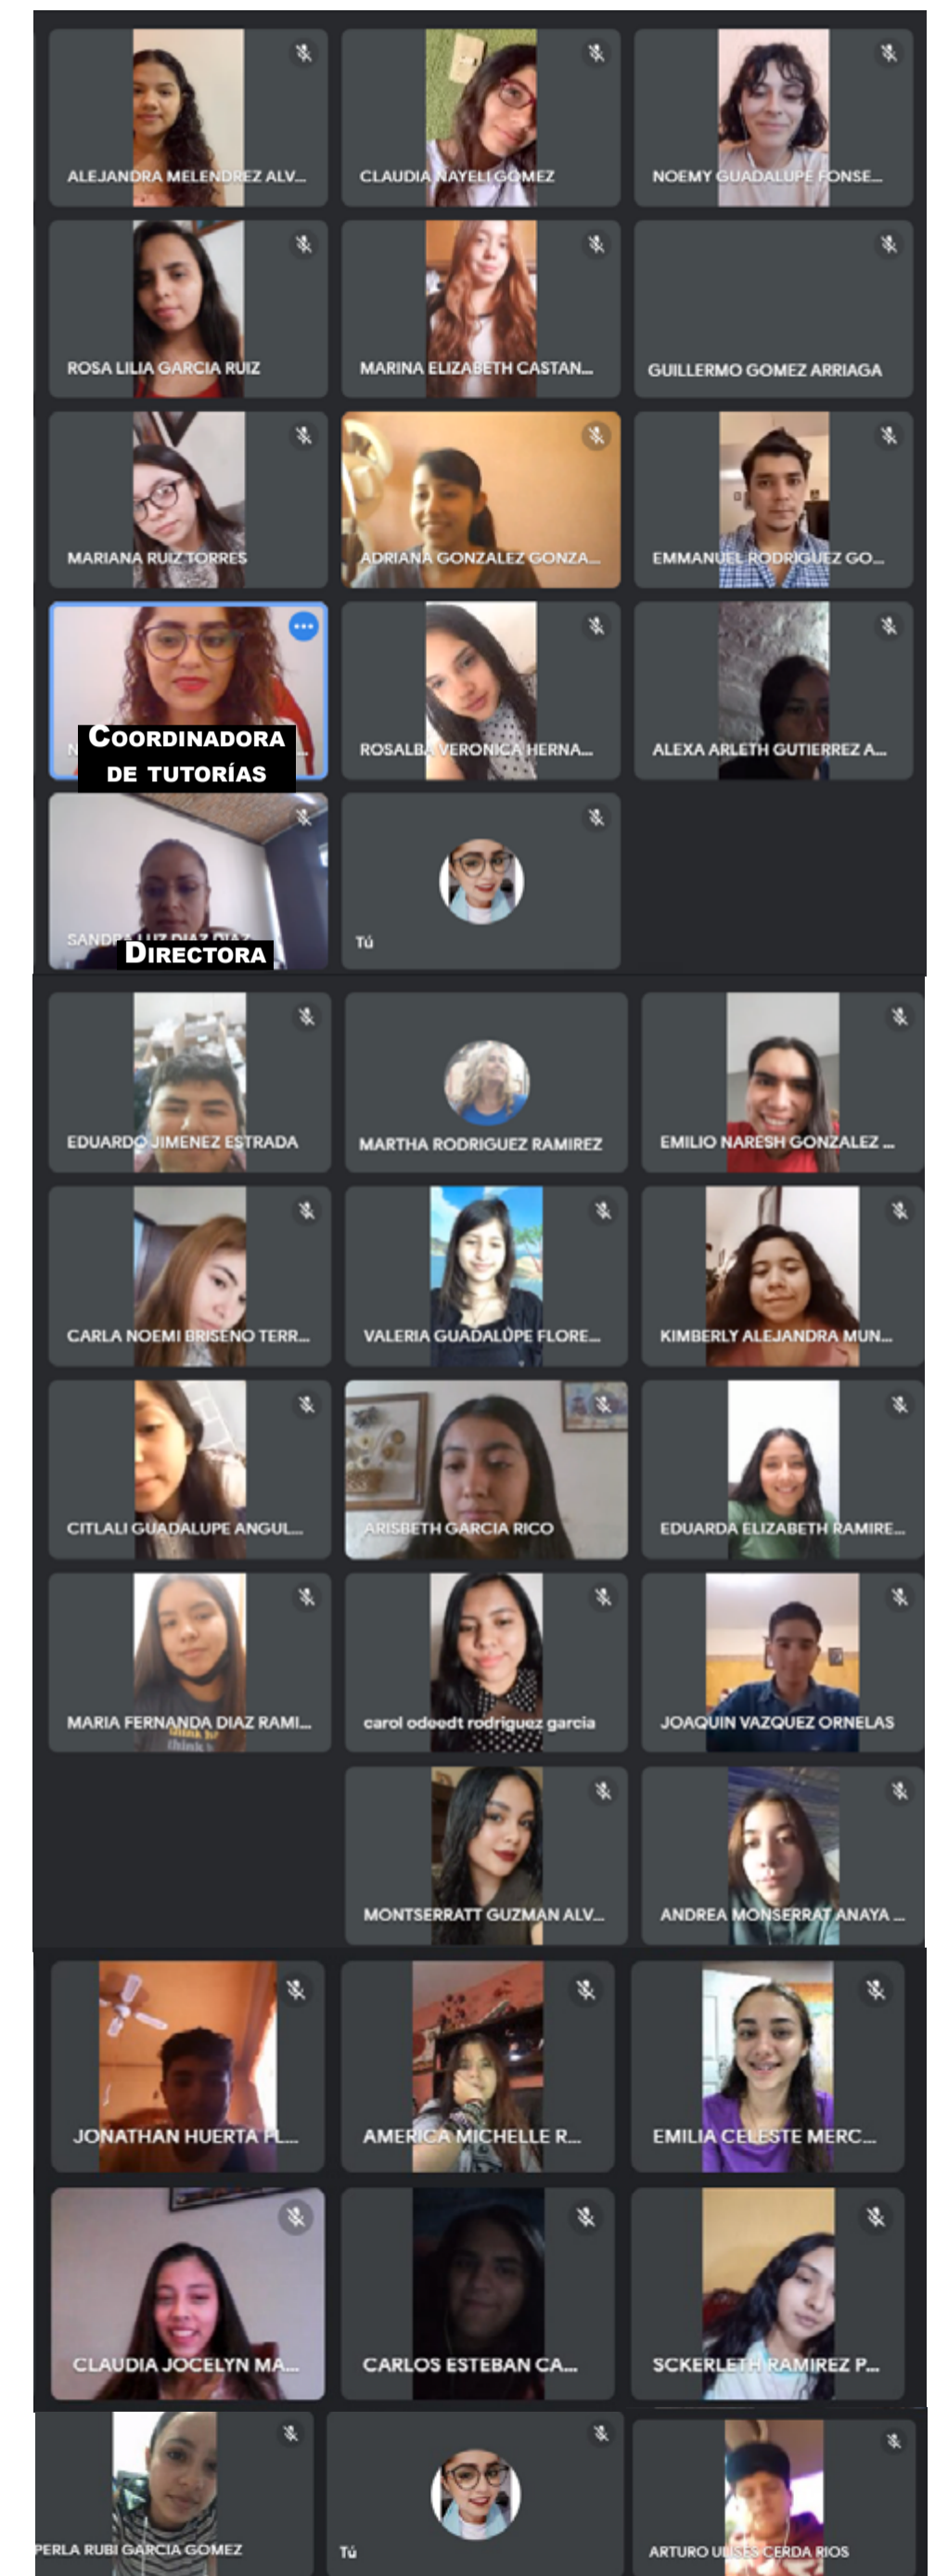 ALEJANDRA MELENDREZ ALV...
CLAUDIA NAYELI GOMEZ
NOEMY GUADALUPE FONSE...
ROSA LILIA GARCIA RUIZ
MARINA ELIZABETH CASTAN...
GUILLERMO GOMEZ ARRIAGA
MARIANA RUIZ TORRES
ADRIANA GONZALEZ GONZA...
EMMANUEL RODRIGUEZ GO...
N
COORDINADORA
DE TUTORÍAS
ROSALBA VERONICA HERNA...
ALEXA ARLETH GUTIERREZ A...
SANDRA LUZ DIAZ DIAZ
DIRECTORA
Tú
EDUARDO JIMENEZ ESTRADA
MARTHA RODRIGUEZ RAMIREZ
EMILIO NARESH GONZALEZ ...
CARLA NOEMI BRISEÑO TERR...
VALERIA GUADALUPE FLORE...
KIMBERLY ALEJANDRA MUN...
CITLALI GUADALUPE ANGUL...
ARISBETH GARCIA RICO
EDUARDA ELIZABETH RAMIRE...
MARIA FERNANDA DIAZ RAMI...
think
carol odeedt rodriguez garcia
JOAQUIN VAZQUEZ ORNELAS
MONTSERRATT GUZMAN ALV...
ANDREA MONSERRAT ANAYA ...
JONATHAN HUERTA FL...
AMERICA MICHELLE R...
EMILIA CELESTE MERC...
CLAUDIA JOCELYN MA...
CARLOS ESTEBAN CA...
SCKERLETH RAMIREZ P...
PERLA RUBI GARCIA GOMEZ
Tú
ARTURO ULISES CERDA RIOS